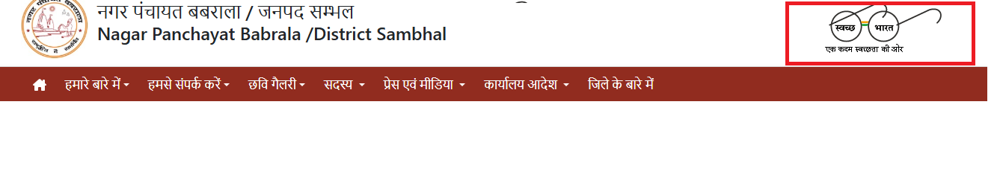 नगर पंचायत बबराला / जनपद सम्भल
Nagar Panchayat Babrala /District Sambhal
स्वच्छ भारत
एक कदम स्वच्छता की ओर
हमारे बारे में हमसे संपर्क करें छवि गैलरी सदस्य प्रेस एवं मीडिया कार्यालय आदेश जिले के बारे में